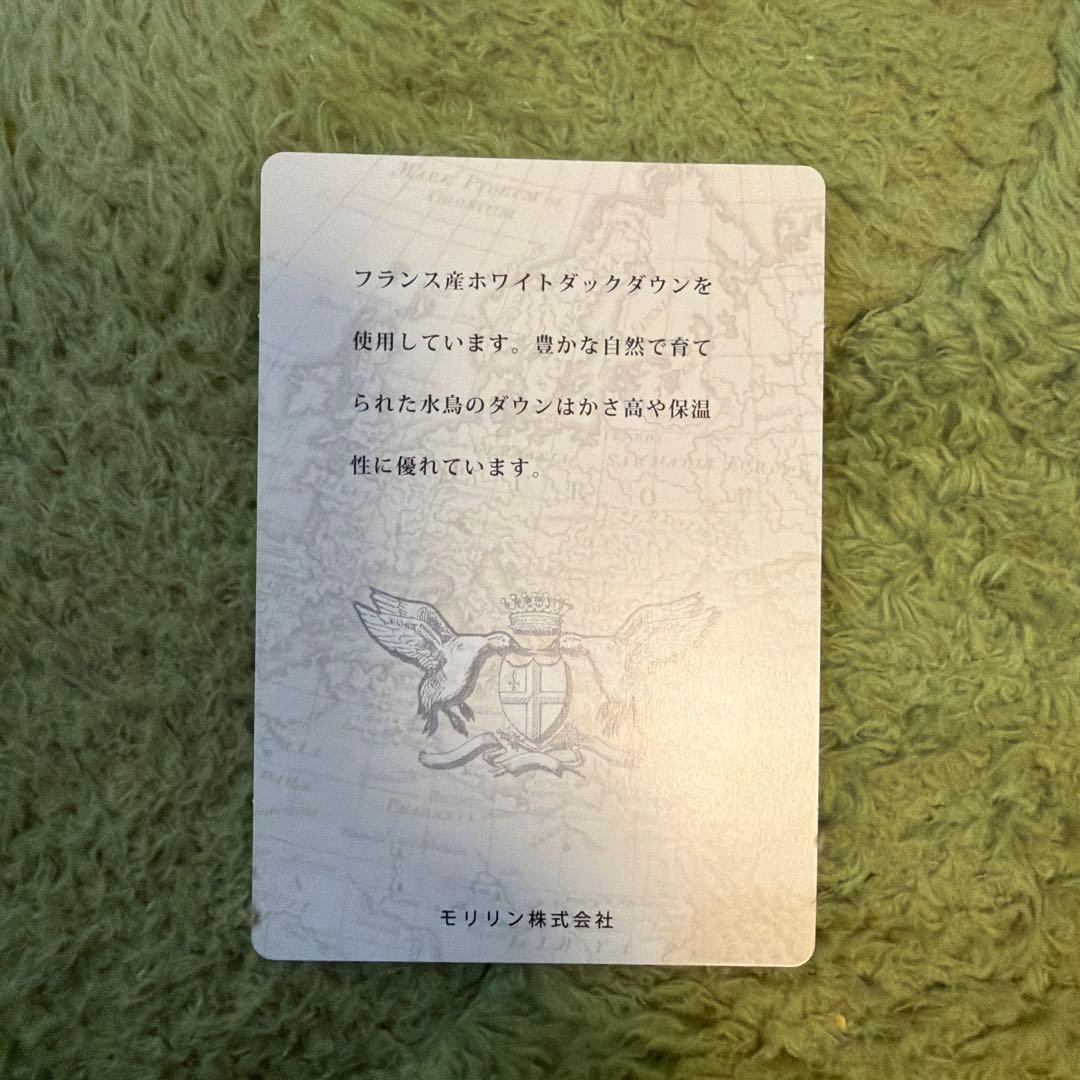 フランス産ホワイトダックダウンを
使用しています。豊かな自然で育て
られた水鳥のダウンはかさ高や保温
性に優れています。
モリリン株式会社